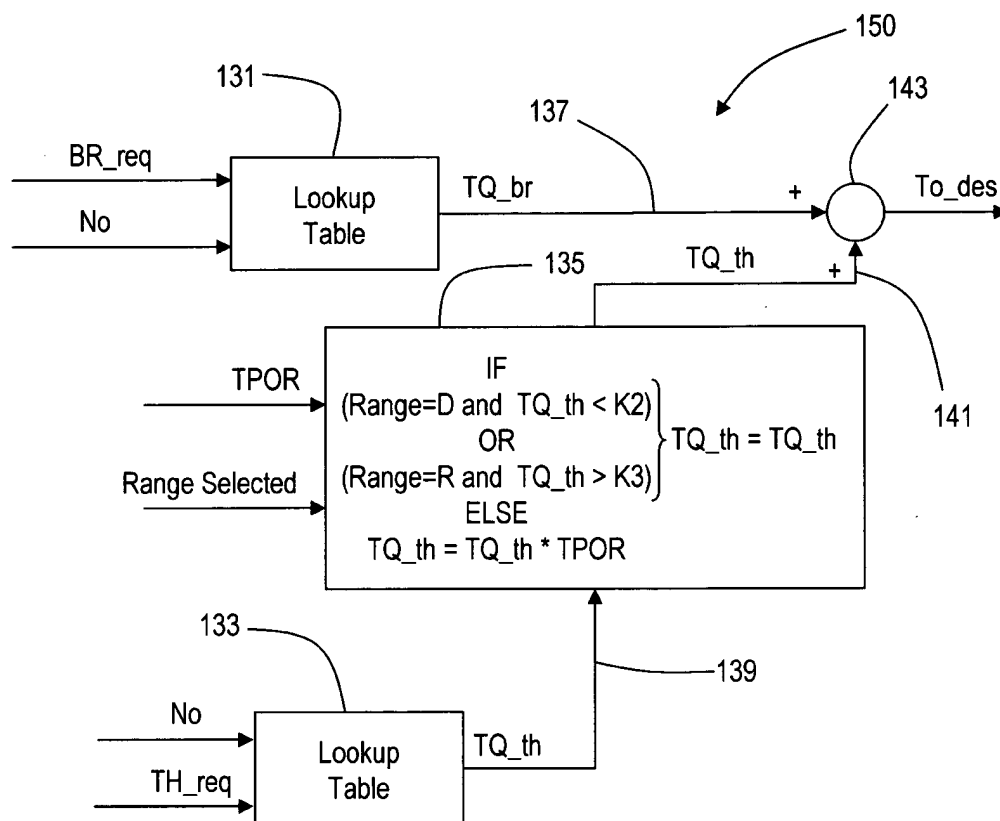 150
131
143
137
BR_req
TQ_br
+
To_des
No
Lookup
Table
TQ_th
+
135
141
TPOR
IF
(Range=D and TQ_th < K2)
OR
TQ_th = TQ_th
Range Selected
(Range=R and TQ_th > K3)
ELSE
TQ_th = TQ_th * TPOR
133
139
No
TQ_th
Lookup
Table
TH_req